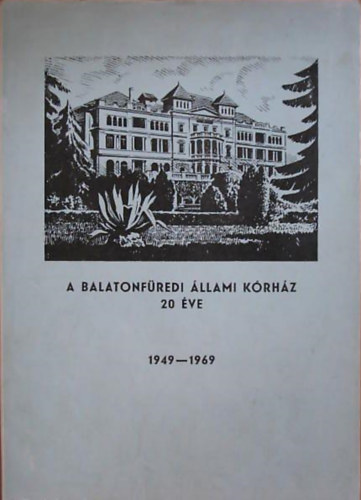 A BALATONFÜREDI ÁLLAMI KÓRHÁZ
20 ÉVE
1949—1969